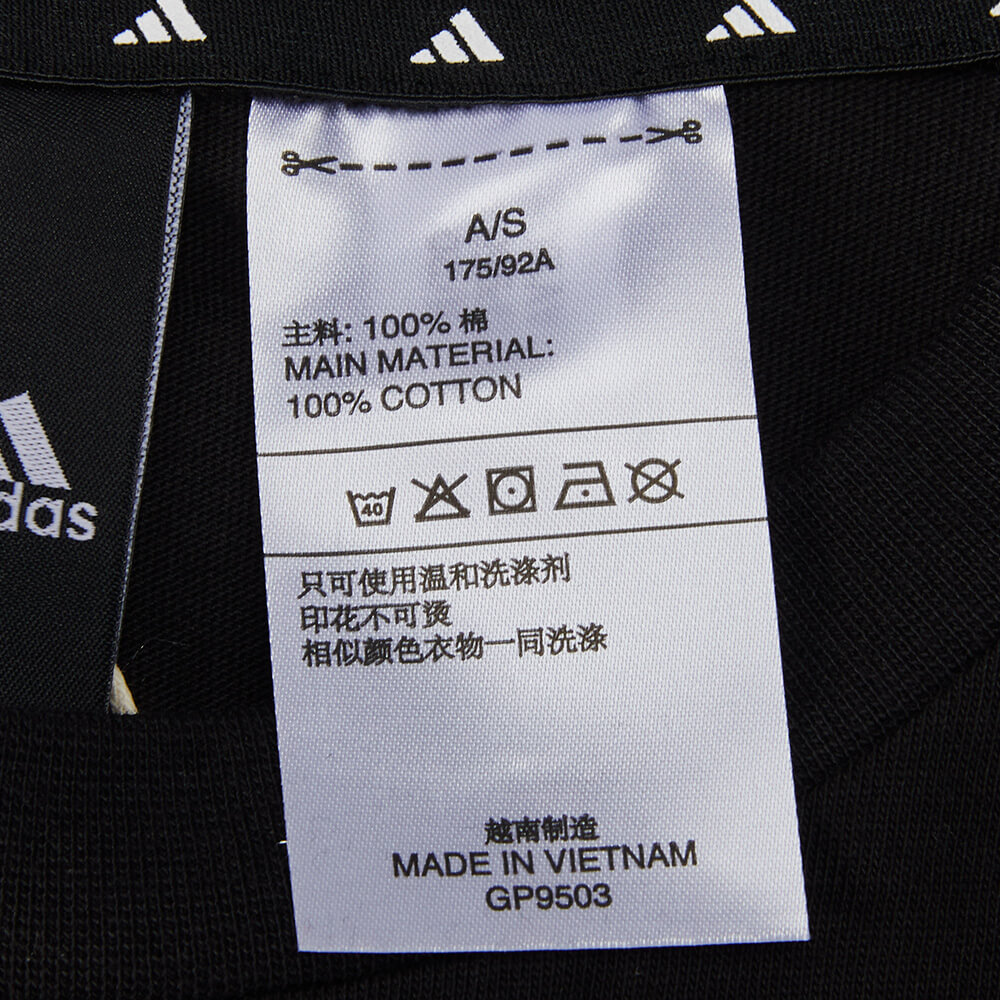 A/S
175/92A
主料: 100% 棉
MAIN MATERIAL:
100% COTTON
40
只可使用温和洗涤剂
印花不可烫
相似颜色衣物一同洗涤
越南制造
MADE IN VIETNAM
GP9503
das